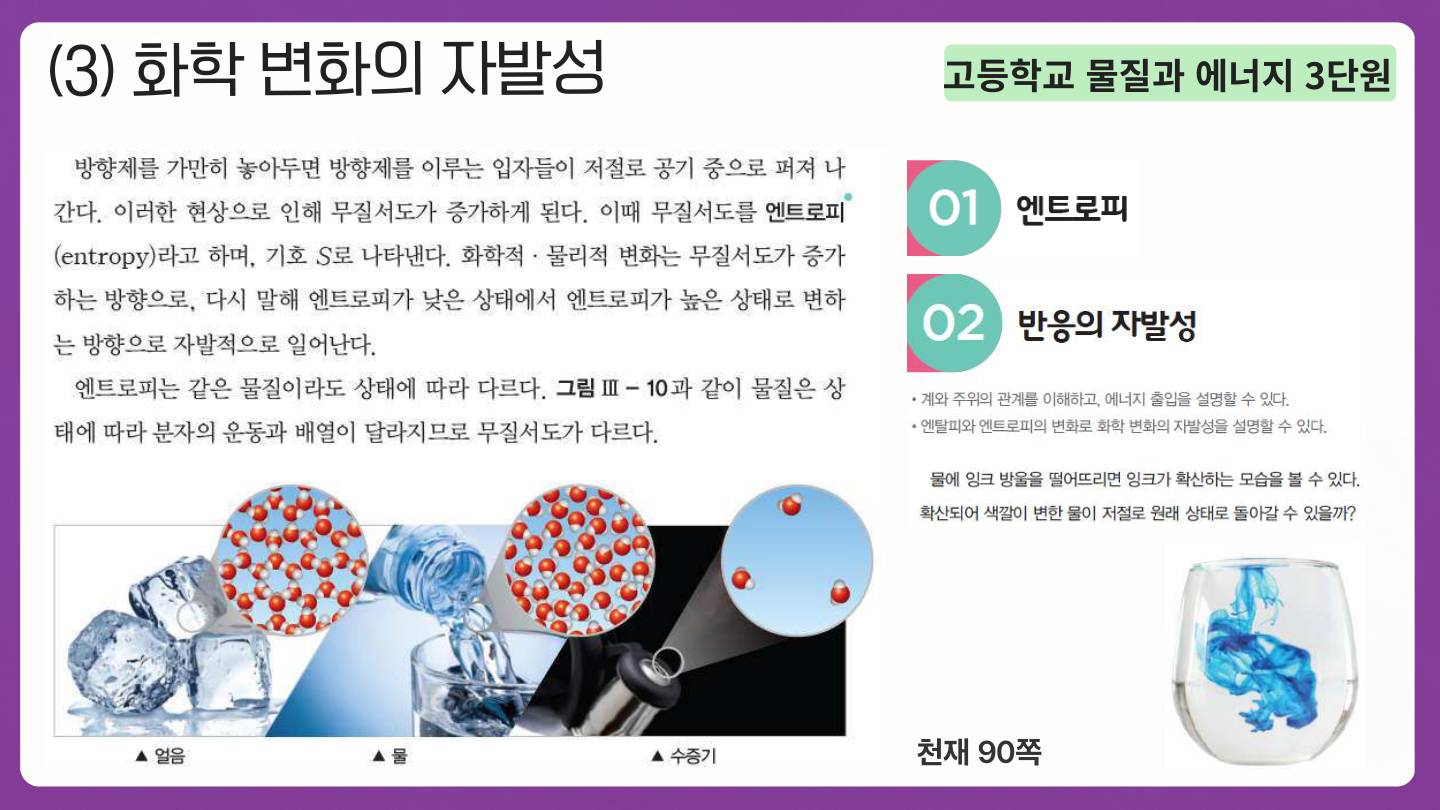 (3) 화학 변화의 자발성
고등학교 물질과 에너지 3단원
방향제를 가만히 놓아두면 방향제를 이루는 입자들이 저절로 공기 중으로 퍼져 나
간다. 이러한 현상으로 인해 무질서도가 증가하게 된다. 이때 무질서도를 엔트로피
(entropy)라고 하며, 기호 S로 나타낸다. 화학적·물리적 변화는 무질서도가 증가
하는 방향으로, 다시 말해 엔트로피가 낮은 상태에서 엔트로피가 높은 상태로 변하
는 방향으로 자발적으로 일어난다.
엔트로피는 같은 물질이라도 상태에 따라 다르다. 그림 Ⅲ - 10과 같이 물질은 상
태에 따라 분자의 운동과 배열이 달라지므로 무질서도가 다르다.
▲ 얼음
▲ 물
▲ 수증기
01 엔트로피
02 반응의 자발성
• 계와 주위의 관계를 이해하고, 에너지 출입을 설명할 수 있다.
• 엔탈피와 엔트로피의 변화로 화학 변화의 자발성을 설명할 수 있다.
물에 잉크 방울을 떨어뜨리면 잉크가 확산하는 모습을 볼 수 있다.
확산되어 색깔이 변한 물이 저절로 원래 상태로 돌아갈 수 있을까?
천재 90쪽